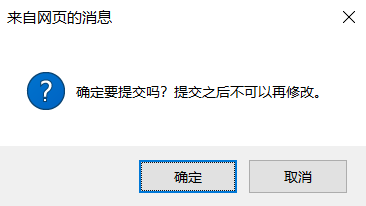 来自网页的消息
确定要提交吗？提交之后不可以再修改。
确定
取消